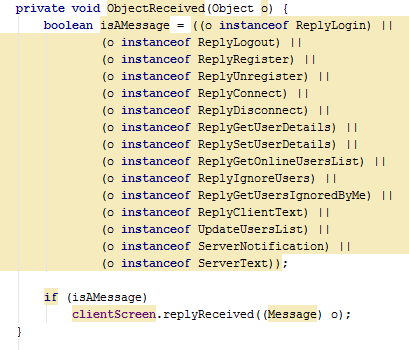 private void ObjectReceived(Object o) {
    boolean isAMessage = ((o instanceof ReplyLogin) ||
            (o instanceof ReplyLogout) ||
            (o instanceof ReplyRegister) ||
            (o instanceof ReplyUnregister) ||
            (o instanceof ReplyConnect) ||
            (o instanceof ReplyDisconnect) ||
            (o instanceof ReplyGetUserDetails) ||
            (o instanceof ReplySetUserDetails) ||
            (o instanceof ReplyGetOnlineUsersList) ||
            (o instanceof ReplyIgnoreUsers) ||
            (o instanceof ReplyGetUsersIgnoredByMe) ||
            (o instanceof ReplyClientText) ||
            (o instanceof UpdateUsersList) ||
            (o instanceof ServerNotification) ||
            (o instanceof ServerText));
    if (isAMessage)
        clientScreen.replyReceived((Message) o);
}